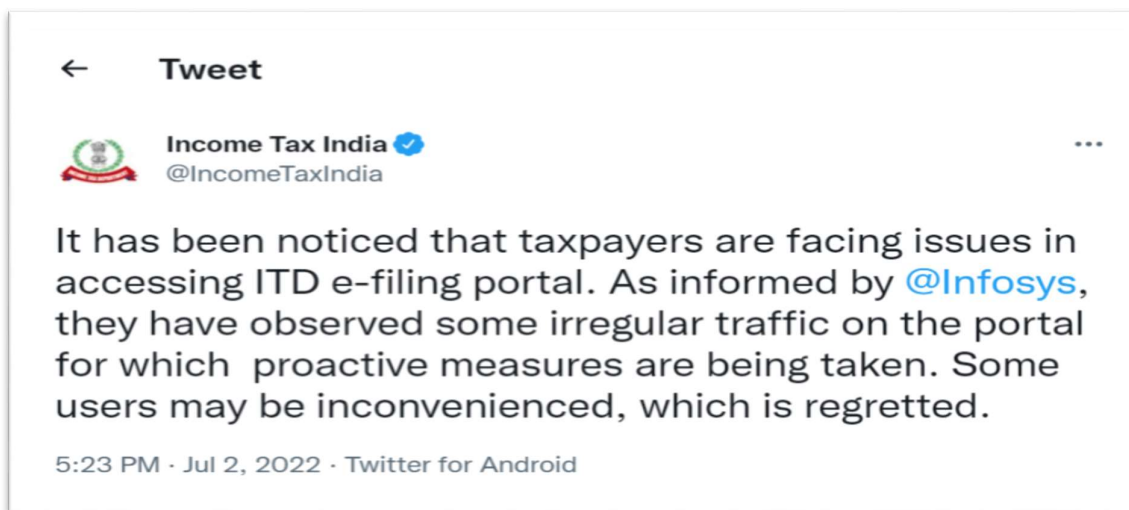 ← Tweet
Income Tax India
@IncomeTaxIndia
It has been noticed that taxpayers are facing issues in
accessing ITD e-filing portal. As informed by @Infosys,
they have observed some irregular traffic on the portal
for which  proactive measures are being taken. Some
users may be inconvenienced, which is regretted.
5:23 PM · Jul 2, 2022 · Twitter for Android